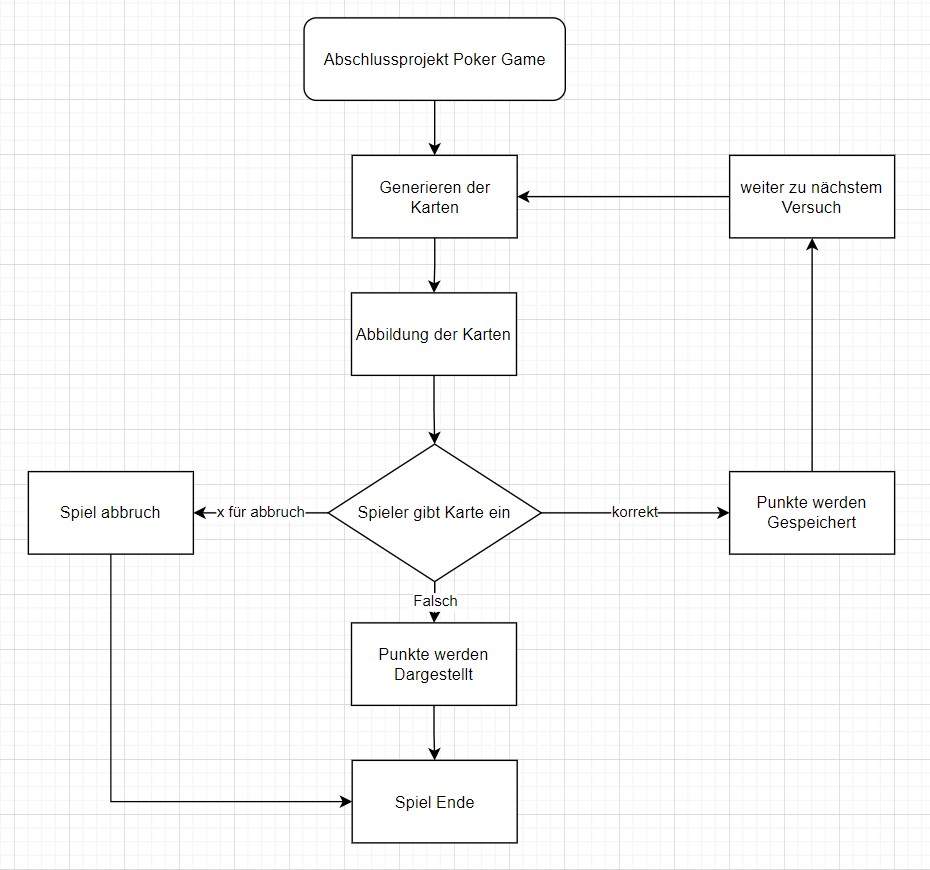 Abschlussprojekt Poker Game
Generieren der
Karten
weiter zu nächstem
Versuch
Abbildung der Karten
Spiel abbruch
x für abbruch
Spieler gibt Karte ein
korrekt
Punkte werden
Gespeichert
Falsch
Punkte werden
Dargestellt
Spiel Ende